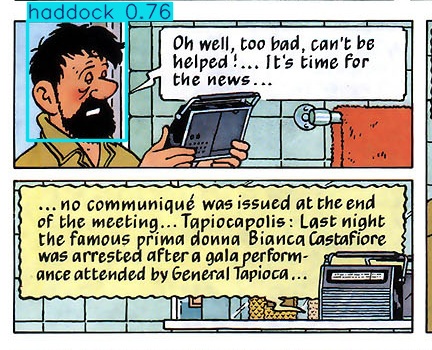 haddock 0.76
Oh well, too bad, can't be
helped!... It's time for
the news...
...no communiqué was issued at the end
of the meeting... Tapiocapolis: Last night
the famous prima donna Bianca Castafiore
was arrested after a gala perform-
ance attended by General Tapioca...